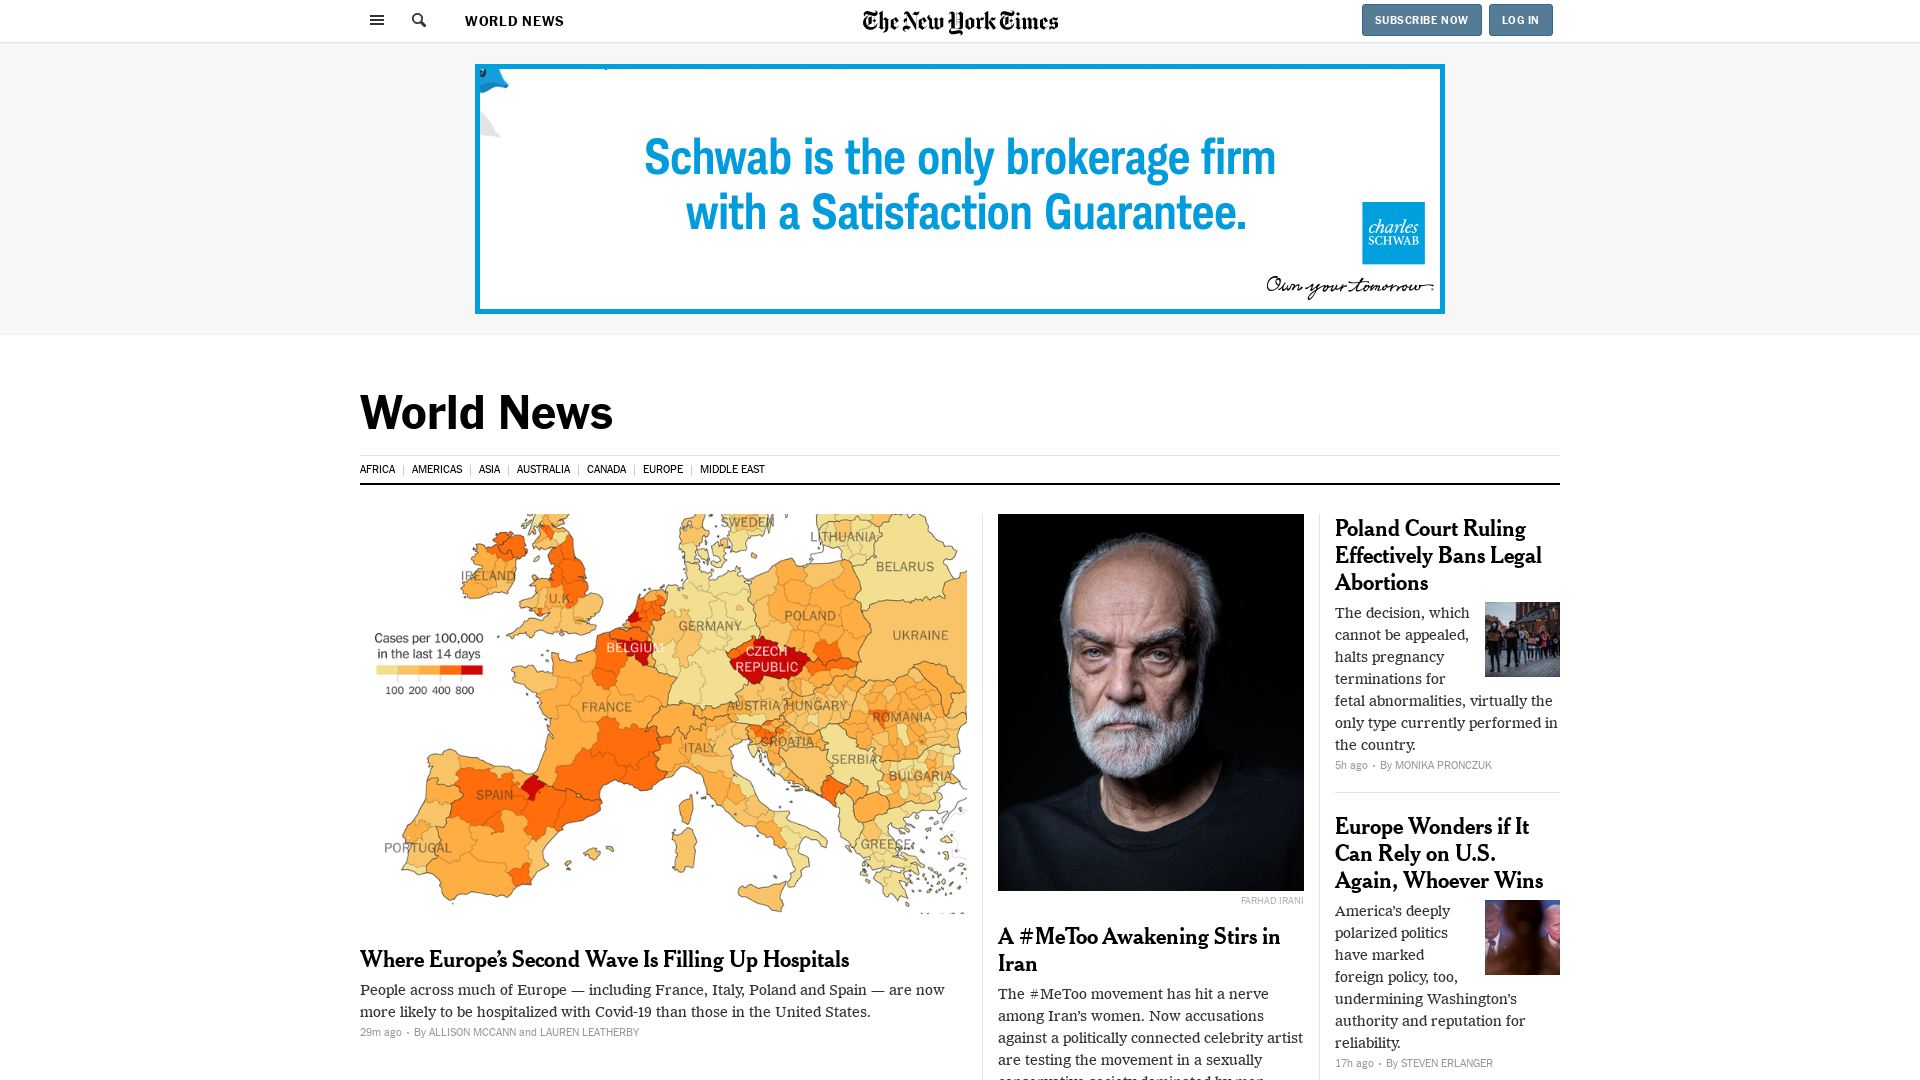 WORLD NEWS
The New York Times
SUBSCRIBE NOW
LOG IN
Schwab is the only brokerage firm
with a Satisfaction Guarantee.
charles
SCHWAB
Own your tomorrow.
World News
AFRICA
AMERICAS
ASIA
AUSTRALIA
CANADA
EUROPE
MIDDLE EAST
SWEDEN
LITHUANIA
BELARUS
IRELAND
U.K.
POLAND
GERMANY
UKRAINE
Cases per 100,000
in the last 14 days
100 200 400 800
BELGIUM
CZECH
REPUBLIC
FRANCE
AUSTRIA
HUNGARY
ROMANIA
ITALY
CROATIA
SERBIA
BULGARIA
SPAIN
PORTUGAL
GREECE
Where Europe’s Second Wave Is Filling Up Hospitals
People across much of Europe — including France, Italy, Poland and Spain — are now
more likely to be hospitalized with Covid-19 than those in the United States.
29m ago • By ALLISON MCCANN and LAUREN LEATHERBY
FARHAD IRANI
A #MeToo Awakening Stirs in
Iran
The #MeToo movement has hit a nerve
among Iran’s women. Now accusations
against a politically connected celebrity artist
are testing the movement in a sexually
Poland Court Ruling
Effectively Bans Legal
Abortions
The decision, which
cannot be appealed,
halts pregnancy
terminations for
fetal abnormalities, virtually the
only type currently performed in
the country.
5h ago • By MONIKA PRONCZUK
Europe Wonders if It
Can Rely on U.S.
Again, Whoever Wins
America’s deeply
polarized politics
have marked
foreign policy, too,
undermining Washington’s
authority and reputation for
reliability.
17h ago • By STEVEN ERLANGER